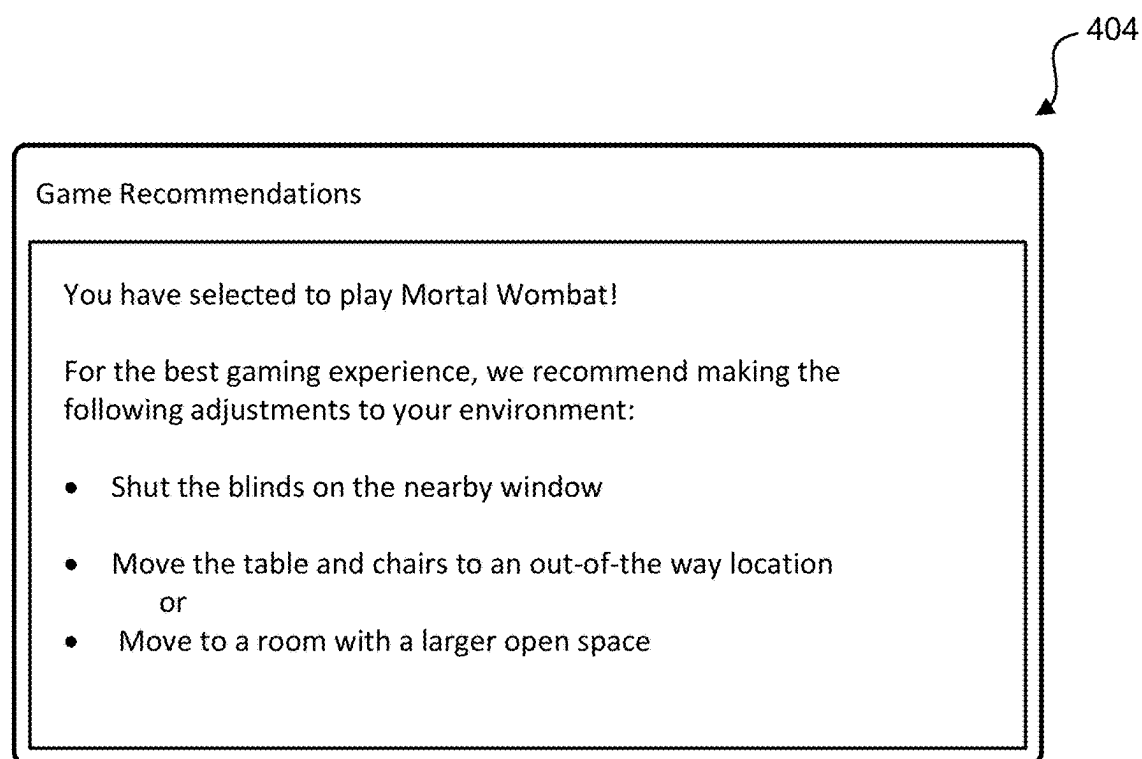 404
Game Recommendations
You have selected to play Mortal Wombat!
For the best gaming experience, we recommend making the
following adjustments to your environment:
• Shut the blinds on the nearby window
• Move the table and chairs to an out-of-the way location
or
• Move to a room with a larger open space